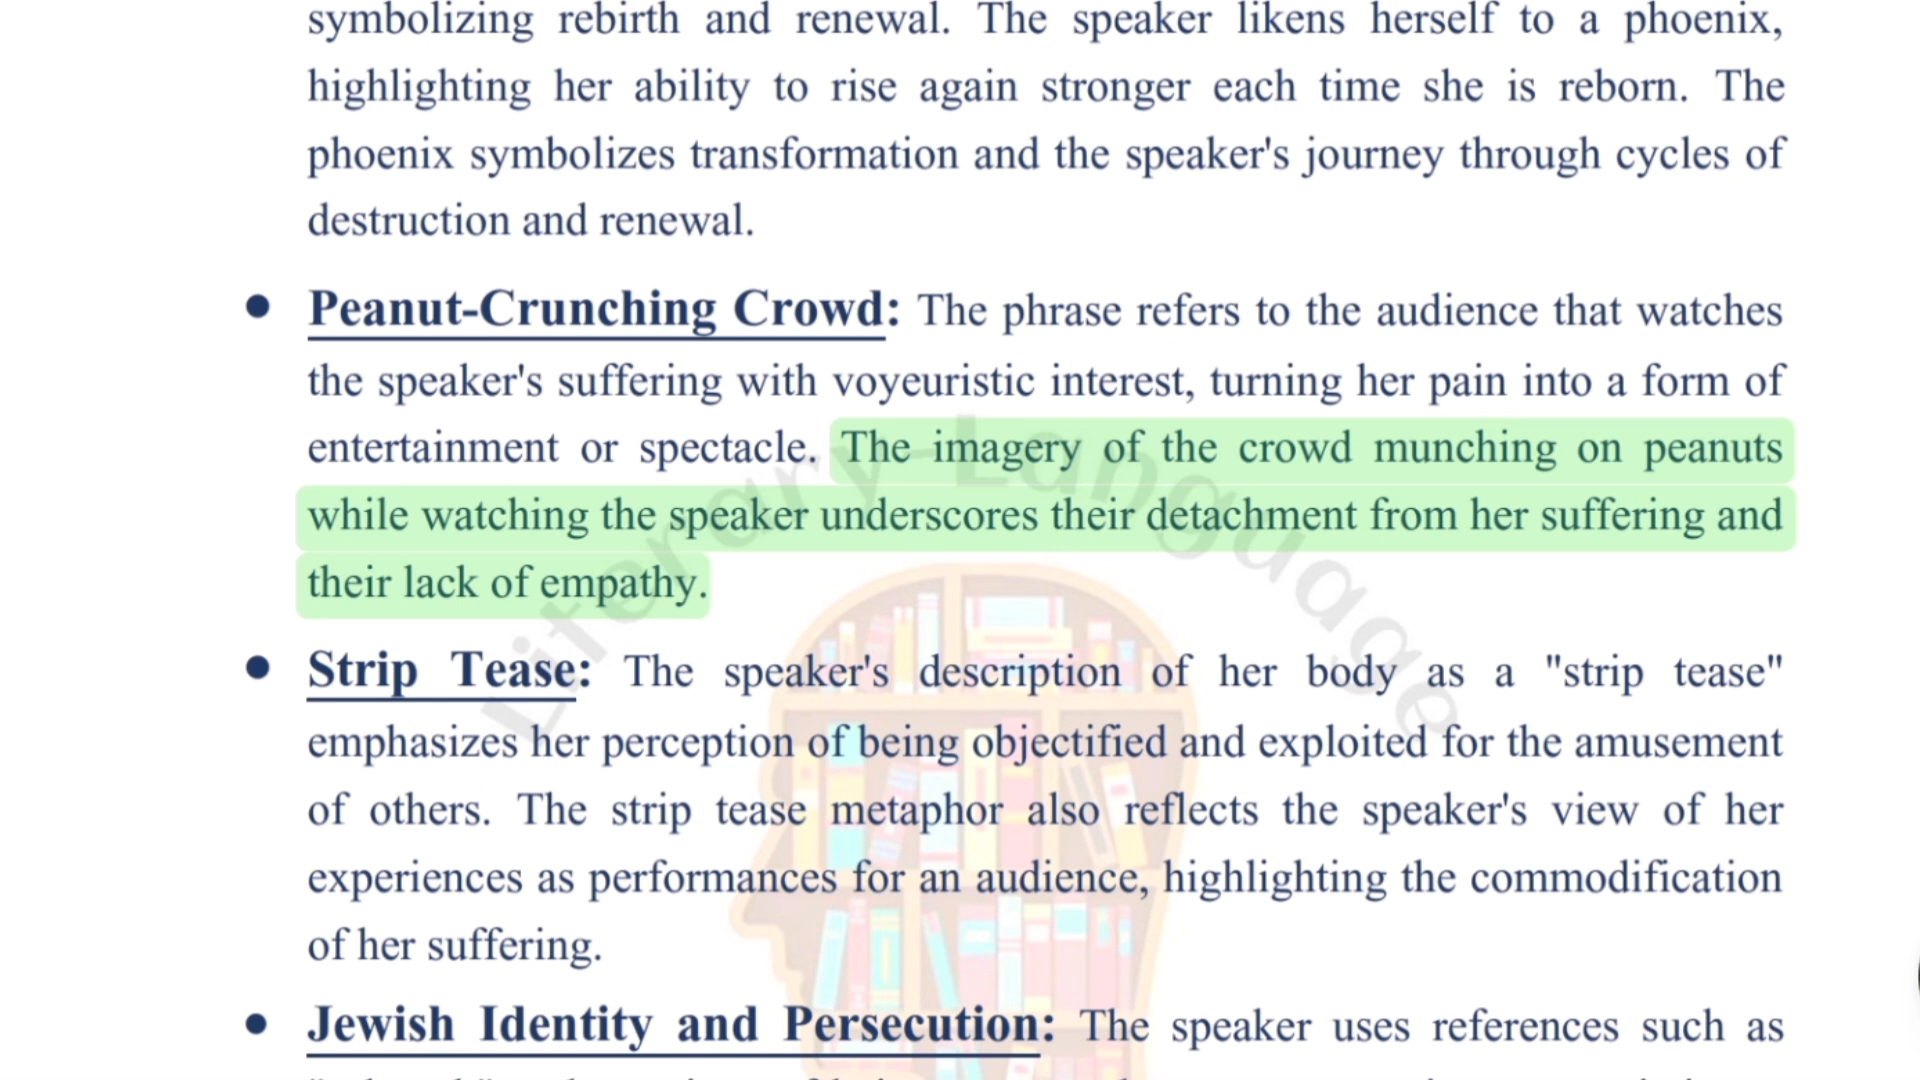 symbolizing rebirth and renewal. The speaker likens herself to a phoenix,
highlighting her ability to rise again stronger each time she is reborn. The
phoenix symbolizes transformation and the speaker's journey through cycles of
destruction and renewal.
● Peanut-Crunching Crowd: The phrase refers to the audience that watches
the speaker's suffering with voyeuristic interest, turning her pain into a form of
entertainment or spectacle. The imagery of the crowd munching on peanuts
while watching the speaker underscores their detachment from her suffering and
their lack of empathy.
● Strip Tease: The speaker's description of her body as a "strip tease"
emphasizes her perception of being objectified and exploited for the amusement
of others. The strip tease metaphor also reflects the speaker's view of her
experiences as performances for an audience, highlighting the commodification
of her suffering.
● Jewish Identity and Persecution: The speaker uses references such as
Literary-Language